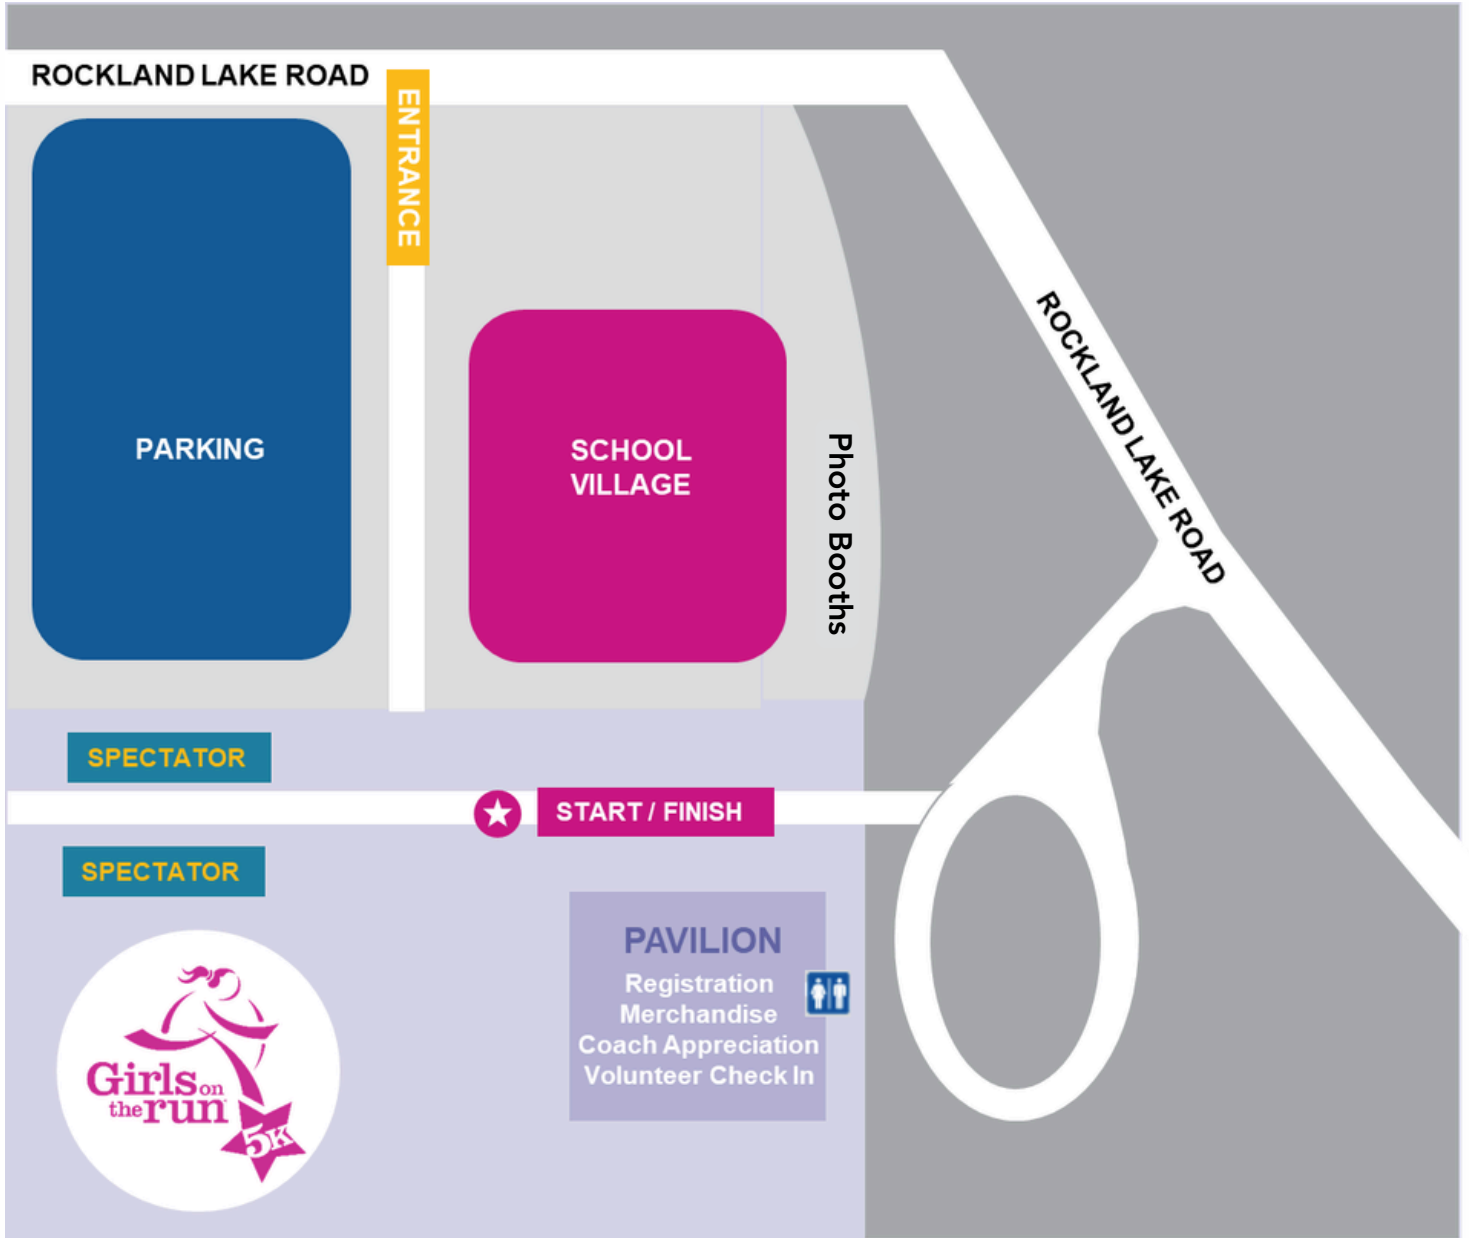 ROCKLAND LAKE ROAD
ENTRANCE
PARKING
SCHOOL
VILLAGE
Photo Booths
ROCKLAND LAKE ROAD
SPECTATOR
START / FINISH
SPECTATOR
PAVILION
Registration
Merchandise
Coach Appreciation
Volunteer Check In
Girls on
the run
5K